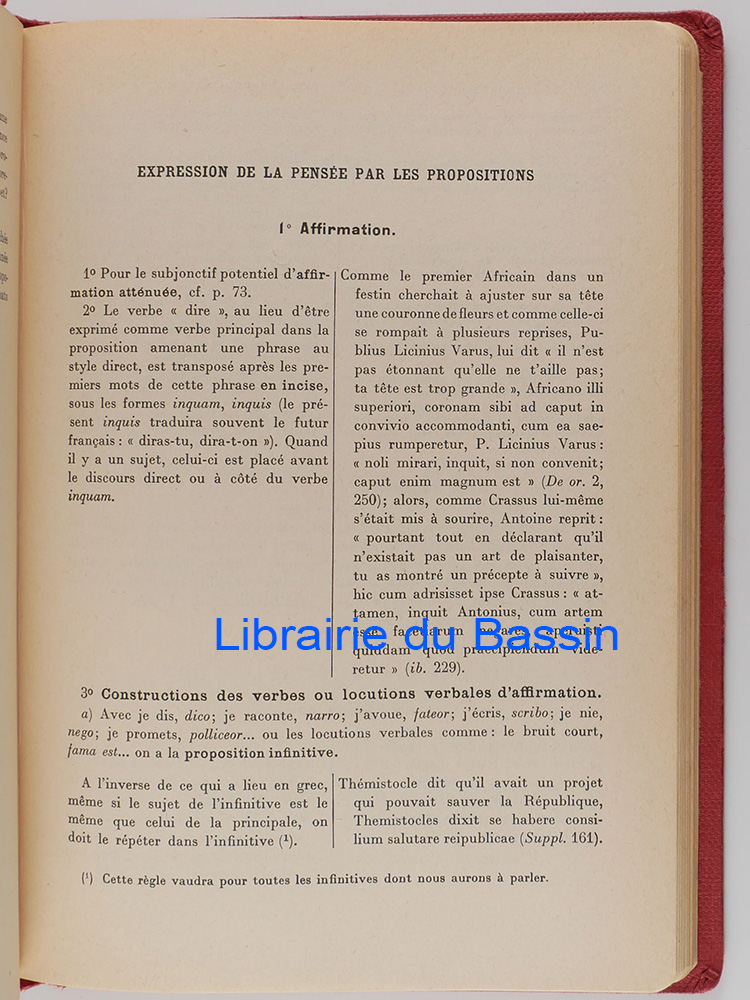 EXPRESSION DE LA PENSÉE PAR LES PROPOSITIONS
1° Affirmation.
1o Pour le subjonctif potentiel d'affir-
mation atténuée, cf. p. 73.
2o Le verbe « dire », au lieu d'être
exprimé comme verbe principal dans la
proposition amenant une phrase au
style direct, est transposé après les pre-
miers mots de cette phrase en incise,
sous les formes inquam, inquis (le pré-
sent inquis traduira souvent le futur
français : « diras-tu, dira-t-on »). Quand
il y a un sujet, celui-ci est placé avant
le discours direct ou à côté du verbe
inquam.
Comme le premier Africain dans un
festin cherchait à ajuster sur sa tête
une couronne de fleurs et comme celle-ci
se rompait à plusieurs reprises, Pu-
blius Licinius Varus, lui dit « il n'est
pas étonnant qu'elle ne t'aille pas ;
ta tête est trop grande », Africano illi
superiori, coronam sibi ad caput in
convivio accommodanti, cum ea sae-
pius rumperetur, P. Licinius Varus :
« noli mirari, inquit, si non convenit ;
caput enim magnum est » (De or. 2,
250) ; alors, comme Crassus lui-même
s'était mis à sourire, Antoine reprit :
« pourtant tout en déclarant qu'il
n'existait pas un art de plaisanter,
tu as montré un précepte à suivre »,
hic cum adrisisset ipse Crassus : « at-
tamen, inquit Antonius, cum artem
esse facetiarum negares, aperuisti
quiddam quod praecipiendum vide-
retur » (ib. 229).
Librairie du Bassin
3o Constructions des verbes ou locutions verbales d'affirmation.
a) Avec je dis, dico ; je raconte, narro ; j'avoue, fateor ; j'écris, scribo ; je nie,
nego ; je promets, polliceor... ou les locutions verbales comme : le bruit court,
fama est... on a la proposition infinitive.
A l'inverse de ce qui a lieu en grec,
même si le sujet de l'infinitive est le
même que celui de la principale, on
doit le répéter dans l'infinitive (¹).
Thémistocle dit qu'il avait un projet
qui pouvait sauver la République,
Themistocles dixit se habere consi-
lium salutare reipublicae (Suppl. 161).
(¹) Cette règle vaudra pour toutes les infinitives dont nous aurons à parler.